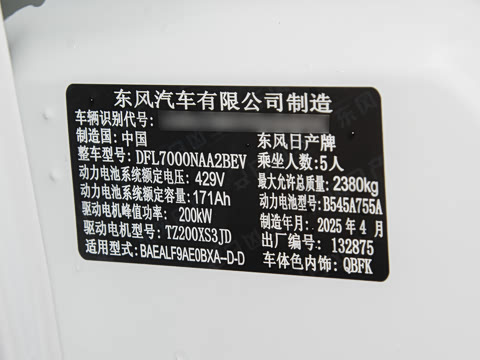 东风汽车有限公司制造
车辆识别代号:
制造国: 中国 东风日产牌
整车型号: DFL7000NAA2BEV 乘坐人数: 5人
动力电池系统额定电压: 429V 最大允许总质量: 2380kg
动力电池系统额定容量: 171Ah 动力电池型号: B545A755A
驱动电机峰值功率: 200kW 制造年月: 2025 年 4 月
驱动电机型号: TZ200XS3JD 出厂编号: 132875
适用型式: BAEALF9AE0BXA-D-D 车体色内饰: QBFK